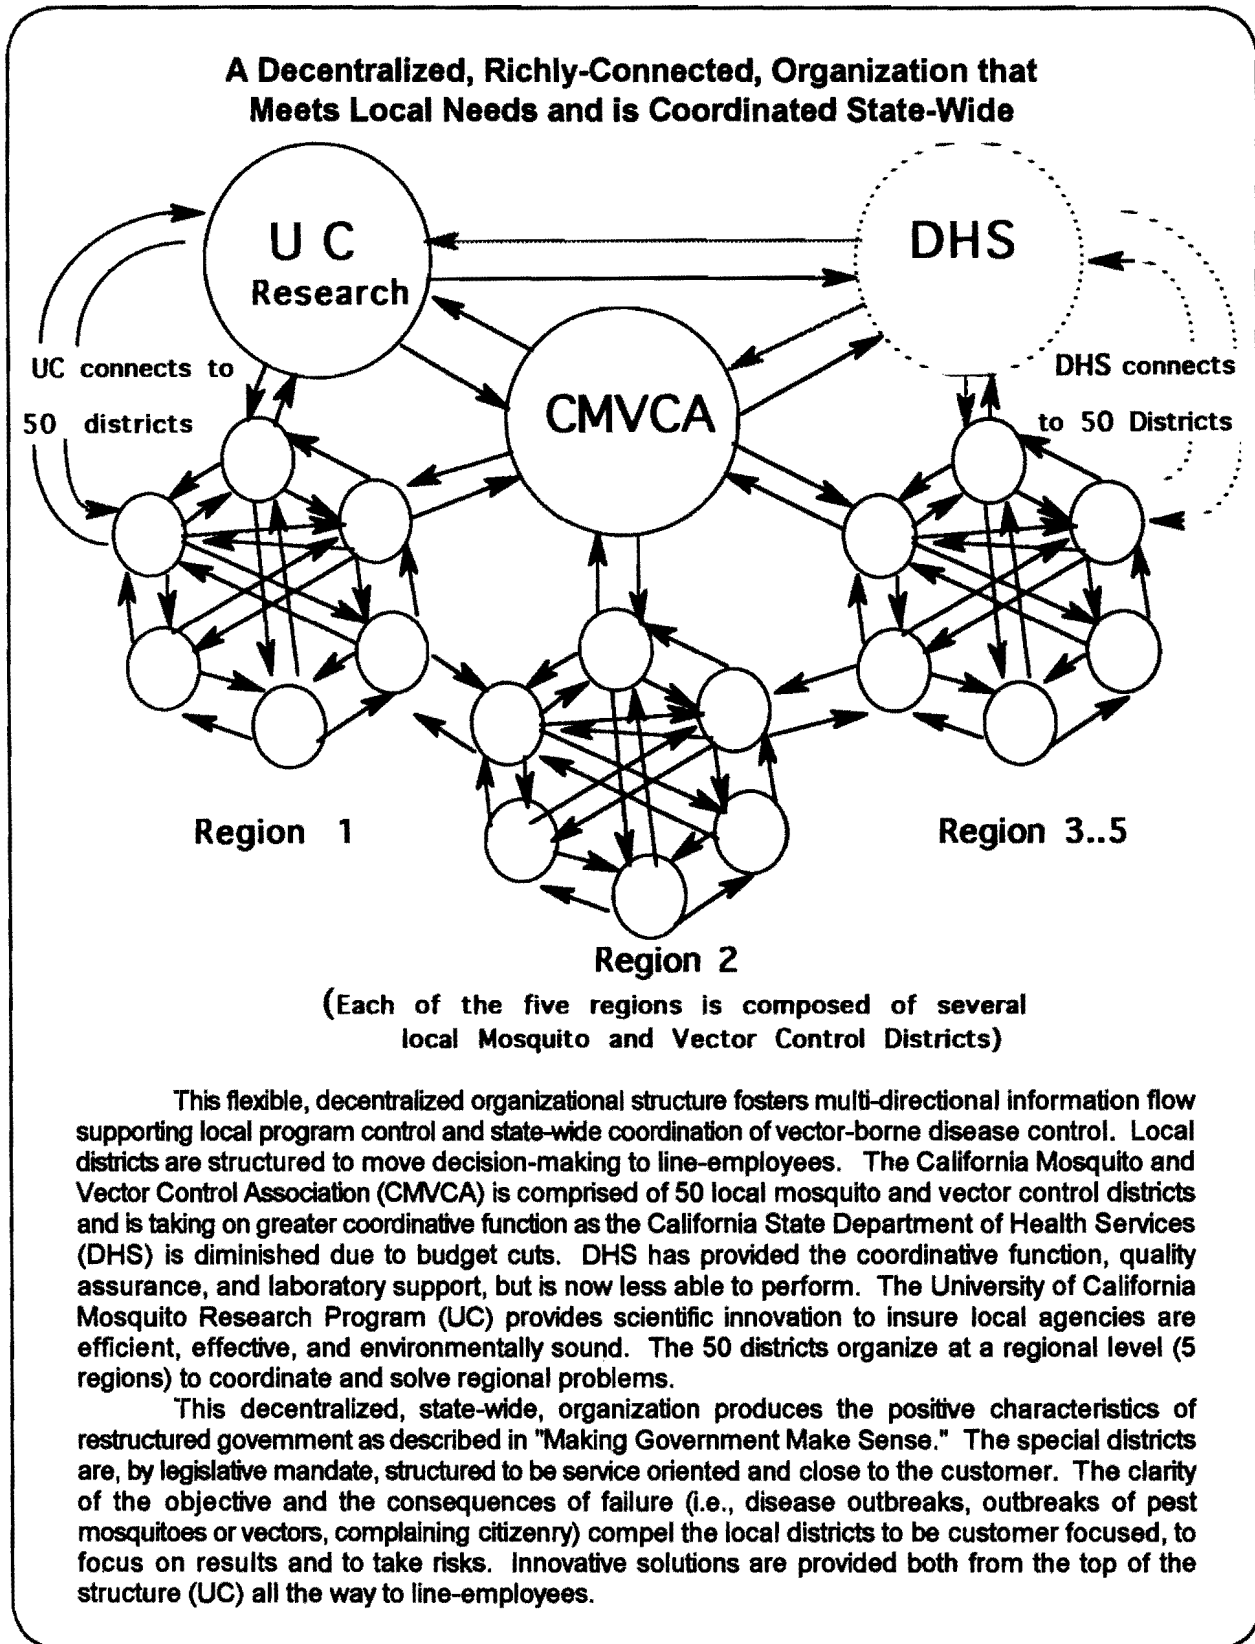 A Decentralized, Richly-Connected, Organization that
Meets Local Needs and is Coordinated State-Wide
U C
Research
DHS
CMVCA
UC connects to
50 districts
DHS connects
to 50 Districts
Region 1
Region 3..5
Region 2
(Each of the five regions is composed of several
local Mosquito and Vector Control Districts)
This flexible, decentralized organizational structure fosters multi-directional information flow
supporting local program control and state-wide coordination of vector-borne disease control. Local
districts are structured to move decision-making to line-employees. The California Mosquito and
Vector Control Association (CMVCA) is comprised of 50 local mosquito and vector control districts
and is taking on greater coordinative function as the California State Department of Health Services
(DHS) is diminished due to budget cuts. DHS has provided the coordinative function, quality
assurance, and laboratory support, but is now less able to perform. The University of California
Mosquito Research Program (UC) provides scientific innovation to insure local agencies are
efficient, effective, and environmentally sound. The 50 districts organize at a regional level (5
regions) to coordinate and solve regional problems.
This decentralized, state-wide, organization produces the positive characteristics of
restructured government as described in "Making Government Make Sense." The special districts
are, by legislative mandate, structured to be service oriented and close to the customer. The clarity
of the objective and the consequences of failure (i.e., disease outbreaks, outbreaks of pest
mosquitoes or vectors, complaining citizenry) compel the local districts to be customer focused, to
focus on results and to take risks. Innovative solutions are provided both from the top of the
structure (UC) all the way to line-employees.